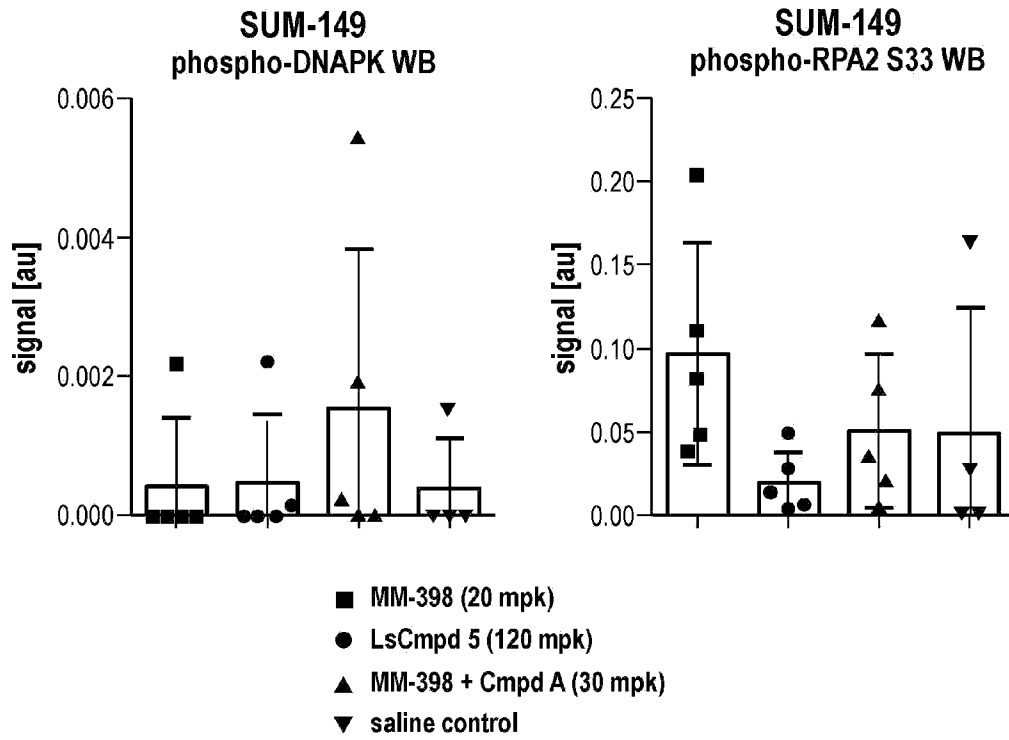 SUM-149
phospho-DNAPK WB
signal [au]
0.006
0.004
0.002
0.000
SUM-149
phospho-RPA2 S33 WB
signal [au]
0.25
0.20
0.15
0.10
0.05
0.00
MM-398 (20 mpk)
LsCmpd 5 (120 mpk)
MM-398 + Cmpd A (30 mpk)
saline control